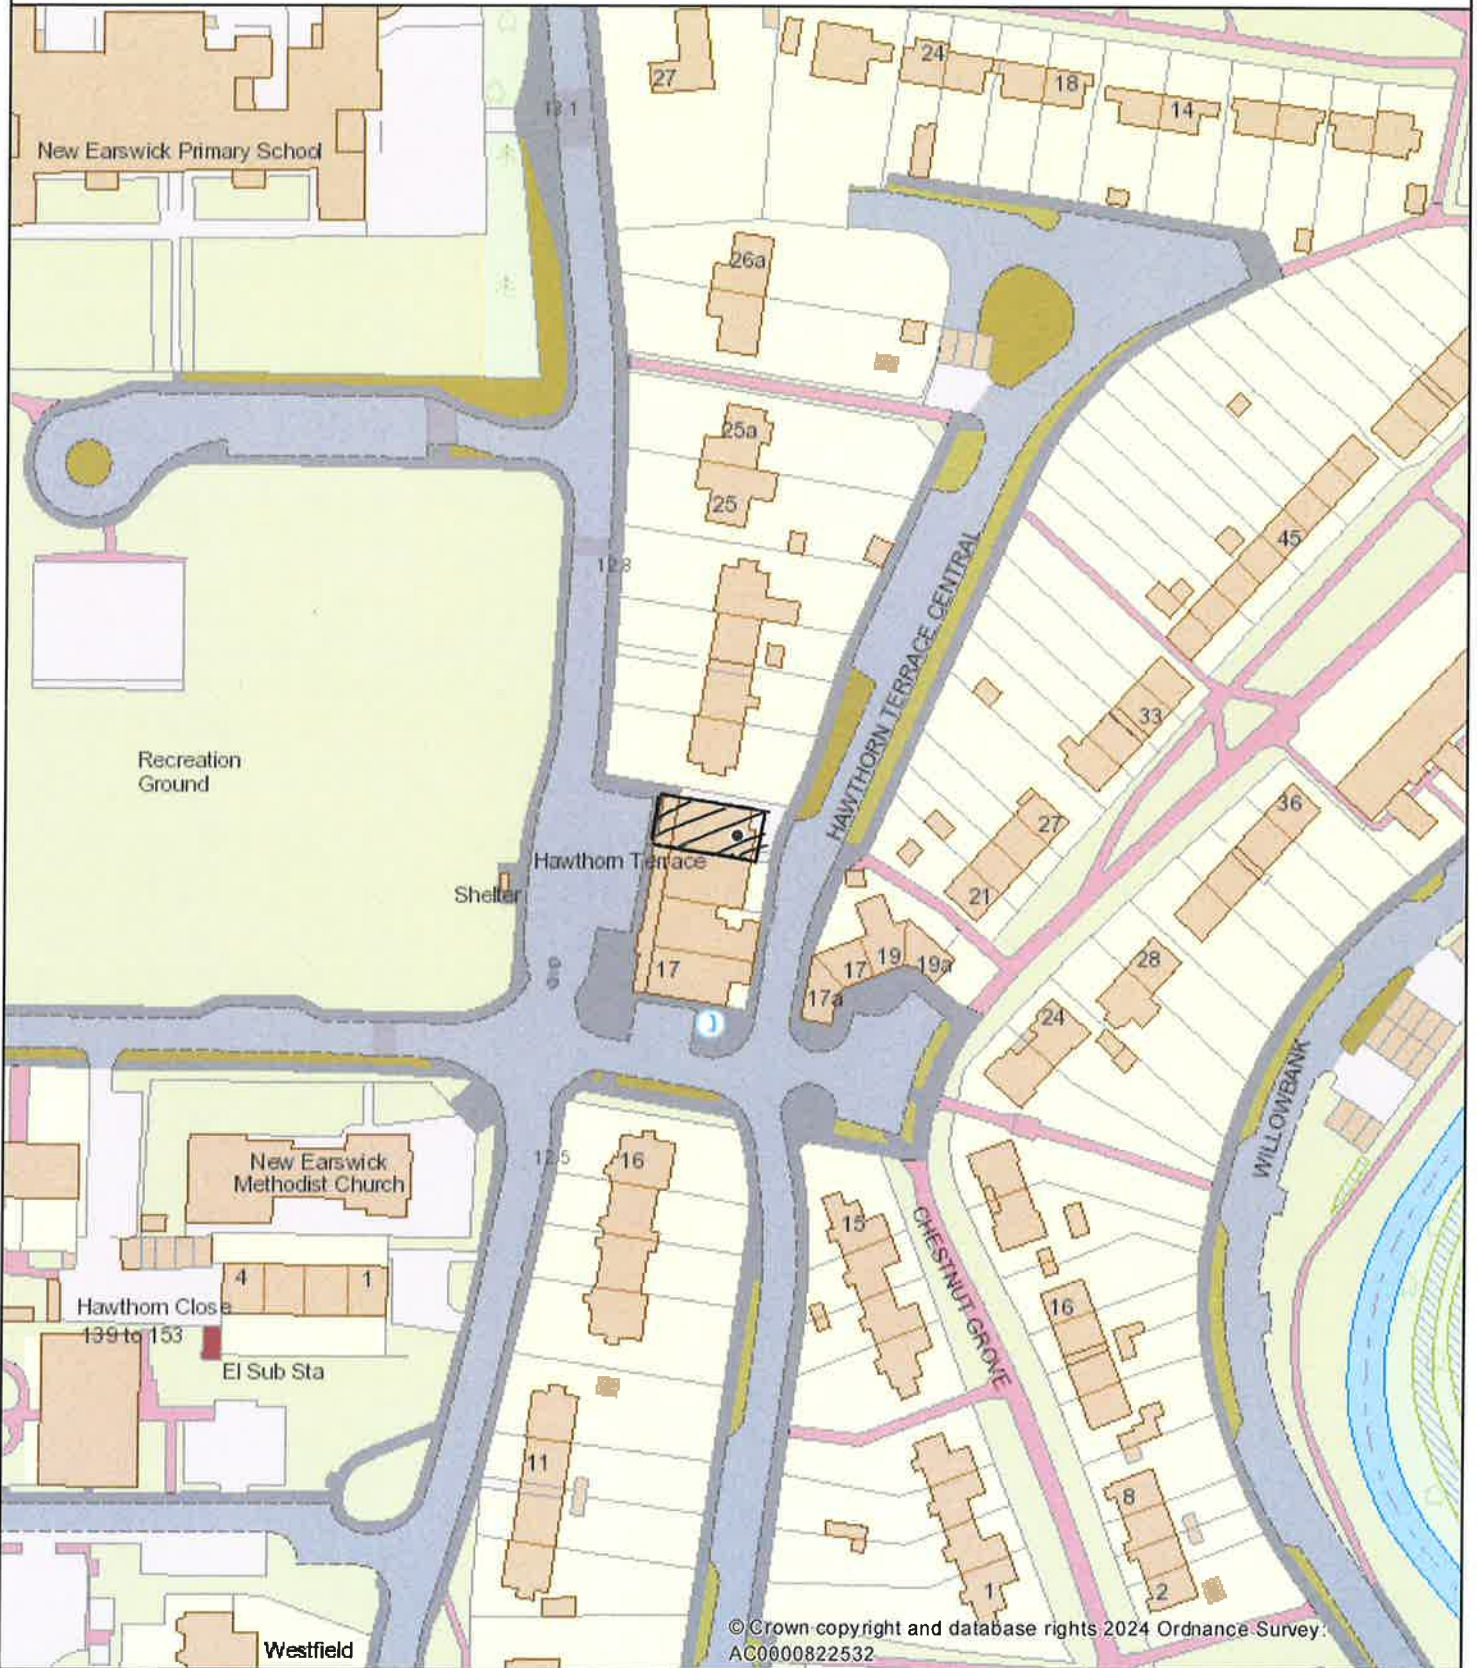 24
27
18
14
13.1
New Earswick Primary School
26a
25a
25
45
12.8
HAWTHORN TERRACE CENTRAL
33
Recreation
Ground
36
27
Hawthorn Terrace
Shelter
21
17
17
19
19a
17a
28
24
WILLOWBANK
12.5
16
New Earswick
Methodist Church
15
CHESTNUT GROVE
4
1
16
Hawthorn Close
139 to 153
El Sub Sta
11
8
1
2
Westfield
© Crown copyright and database rights 2024 Ordnance Survey:
AC0000822532